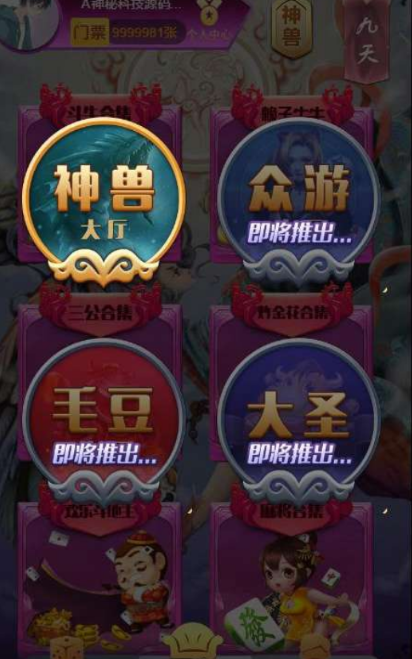 A神秘科技源码...
门票 9999981张
个人中心
神兽
九天
斗牛合集
赖子牛牛
神兽
大厅
众游
即将推出...
三公合集
炸金花合集
毛豆
即将推出...
大圣
即将推出...
欢乐斗地主
麻将合集
發